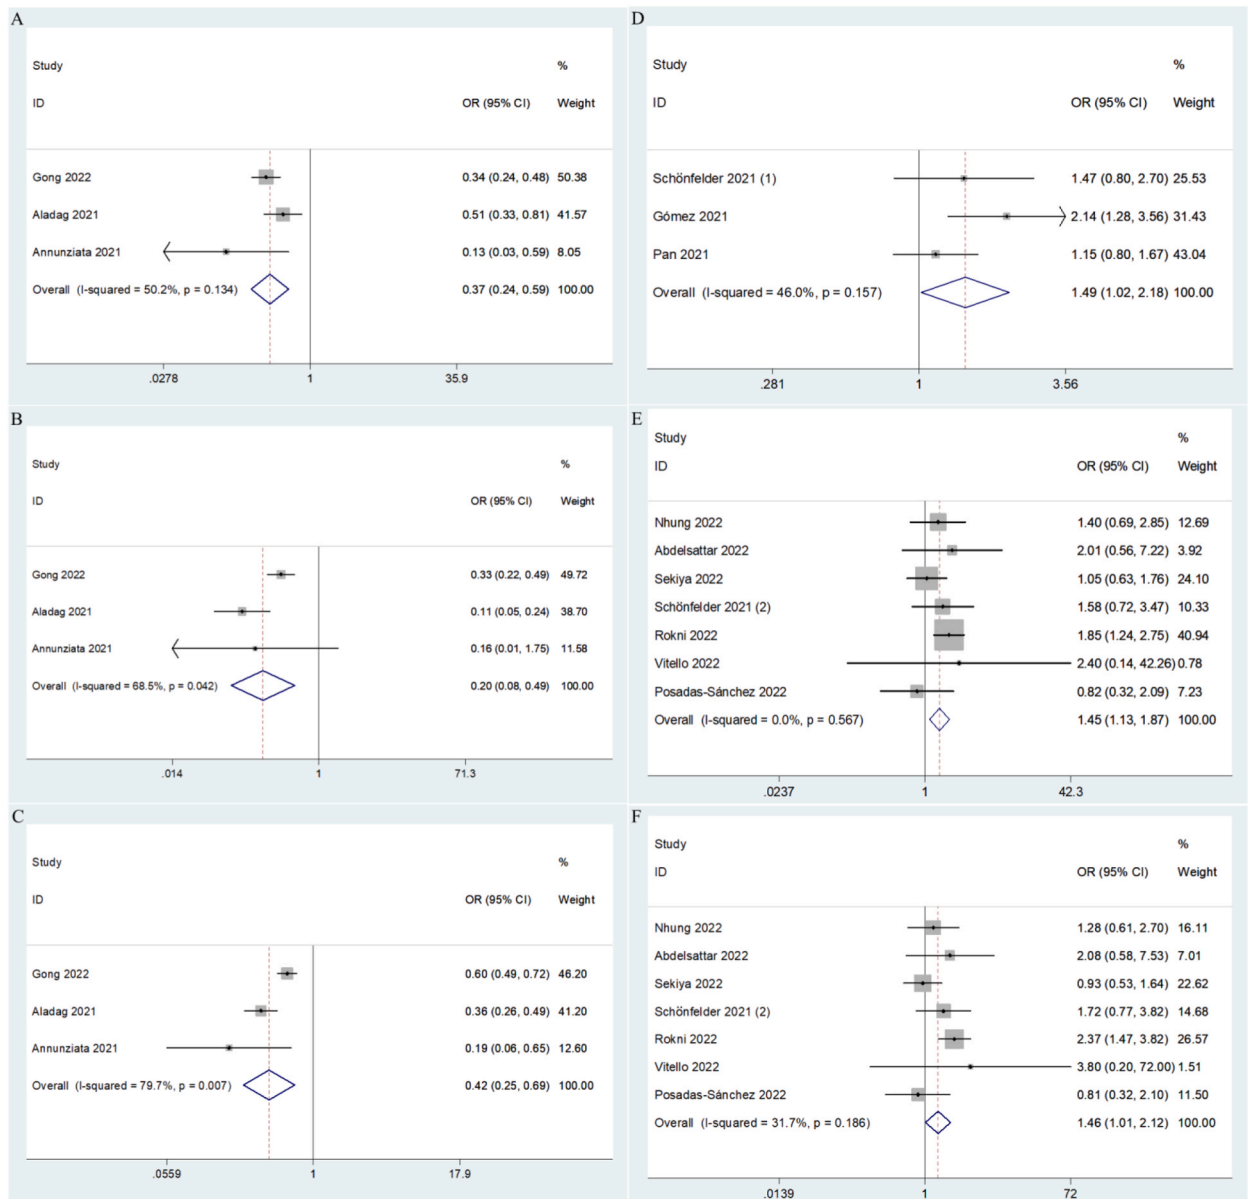 A
Study %
ID OR (95% CI) Weight
Gong 2022 0.34 (0.24, 0.48) 50.38
Aladag 2021 0.51 (0.33, 0.81) 41.57
Annunziata 2021 0.13 (0.03, 0.59) 8.05
Overall (I-squared = 50.2%, p = 0.134) 0.37 (0.24, 0.59) 100.00
.0278 1 35.9
B
Study %
ID OR (95% CI) Weight
Gong 2022 0.33 (0.22, 0.49) 49.72
Aladag 2021 0.11 (0.05, 0.24) 38.70
Annunziata 2021 0.16 (0.01, 1.75) 11.58
Overall (I-squared = 68.5%, p = 0.042) 0.20 (0.08, 0.49) 100.00
.014 1 71.3
C
Study %
ID OR (95% CI) Weight
Gong 2022 0.60 (0.49, 0.72) 46.20
Aladag 2021 0.36 (0.26, 0.49) 41.20
Annunziata 2021 0.19 (0.06, 0.65) 12.60
Overall (I-squared = 79.7%, p = 0.007) 0.42 (0.25, 0.69) 100.00
.0559 1 17.9
D
Study %
ID OR (95% CI) Weight
Schönfelder 2021 (1) 1.47 (0.80, 2.70) 25.53
Gómez 2021 2.14 (1.28, 3.56) 31.43
Pan 2021 1.15 (0.80, 1.67) 43.04
Overall (I-squared = 46.0%, p = 0.157) 1.49 (1.02, 2.18) 100.00
.281 1 3.56
E
Study %
ID OR (95% CI) Weight
Nhung 2022 1.40 (0.69, 2.85) 12.69
Abdelsattar 2022 2.01 (0.56, 7.22) 3.92
Sekiya 2022 1.05 (0.63, 1.76) 24.10
Schönfelder 2021 (2) 1.58 (0.72, 3.47) 10.33
Rokni 2022 1.85 (1.24, 2.75) 40.94
Vitello 2022 2.40 (0.14, 42.26) 0.78
Posadas-Sánchez 2022 0.82 (0.32, 2.09) 7.23
Overall (I-squared = 0.0%, p = 0.567) 1.45 (1.13, 1.87) 100.00
.0237 1 42.3
F
Study %
ID OR (95% CI) Weight
Nhung 2022 1.28 (0.61, 2.70) 16.11
Abdelsattar 2022 2.08 (0.58, 7.53) 7.01
Sekiya 2022 0.93 (0.53, 1.64) 22.62
Schönfelder 2021 (2) 1.72 (0.77, 3.82) 14.68
Rokni 2022 2.37 (1.47, 3.82) 26.57
Vitello 2022 3.80 (0.20, 72.00) 1.51
Posadas-Sánchez 2022 0.81 (0.32, 2.10) 11.50
Overall (I-squared = 31.7%, p = 0.186) 1.46 (1.01, 2.12) 100.00
.0139 1 72